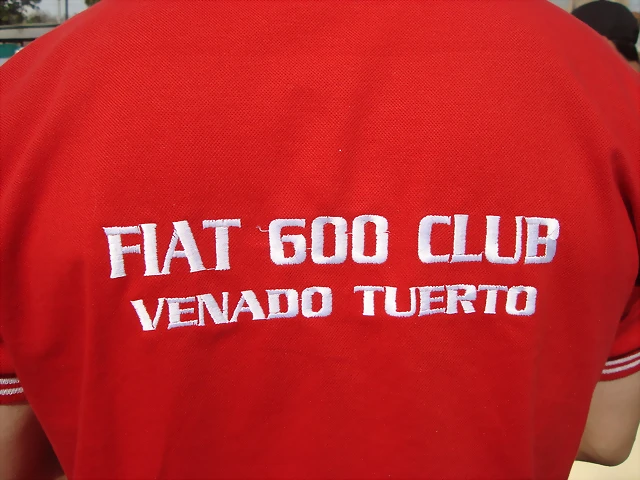 FIAT 600 CLUB
VENADO TUERTO